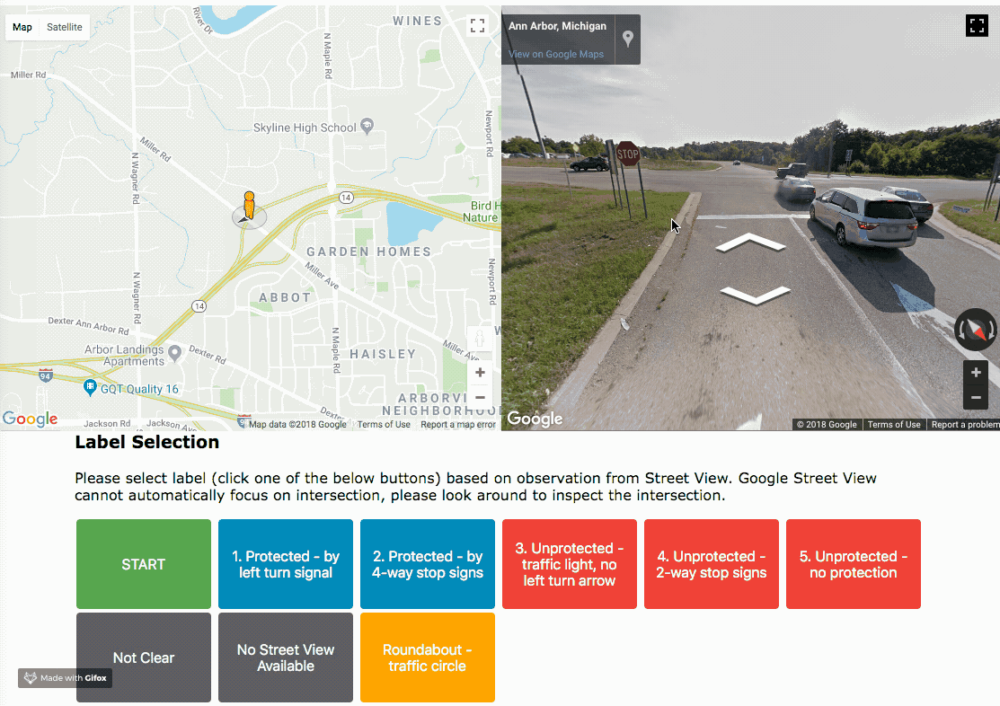 Map
Satellite
River Dr
WINES
N Maple Rd
Miller Rd
Skyline High School
Newport Rd
Miller Rd
N Wagner Rd
14
Bird H
Nature
GARDEN HOMES
Miller Ave
Newport Rd
N Wagner Rd
ABBOT
14
Dexter Ann Arbor Rd
N Maple Rd
Arbor Landings
Apartments
Dexter Rd
HAISLEY
Miller Ave
94
GQT Quality 16
ARBORVI
NEIGHBORHOO
Jackson Rd
Jackson Ave
Dexter
Google
Map data ©2018 Google
Terms of Use
Report a map error
Ann Arbor, Michigan
View on Google Maps
STOP
Google
© 2018 Google
Terms of Use
Report a problem
Label Selection
Please select label (click one of the below buttons) based on observation from Street View. Google Street View
cannot automatically focus on intersection, please look around to inspect the intersection.
START
1. Protected - by
left turn signal
2. Protected - by
4-way stop signs
3. Unprotected -
traffic light, no
left turn arrow
4. Unprotected -
2-way stop signs
5. Unprotected -
no protection
Not Clear
No Street View
Available
Roundabout -
traffic circle
Made with Gifox